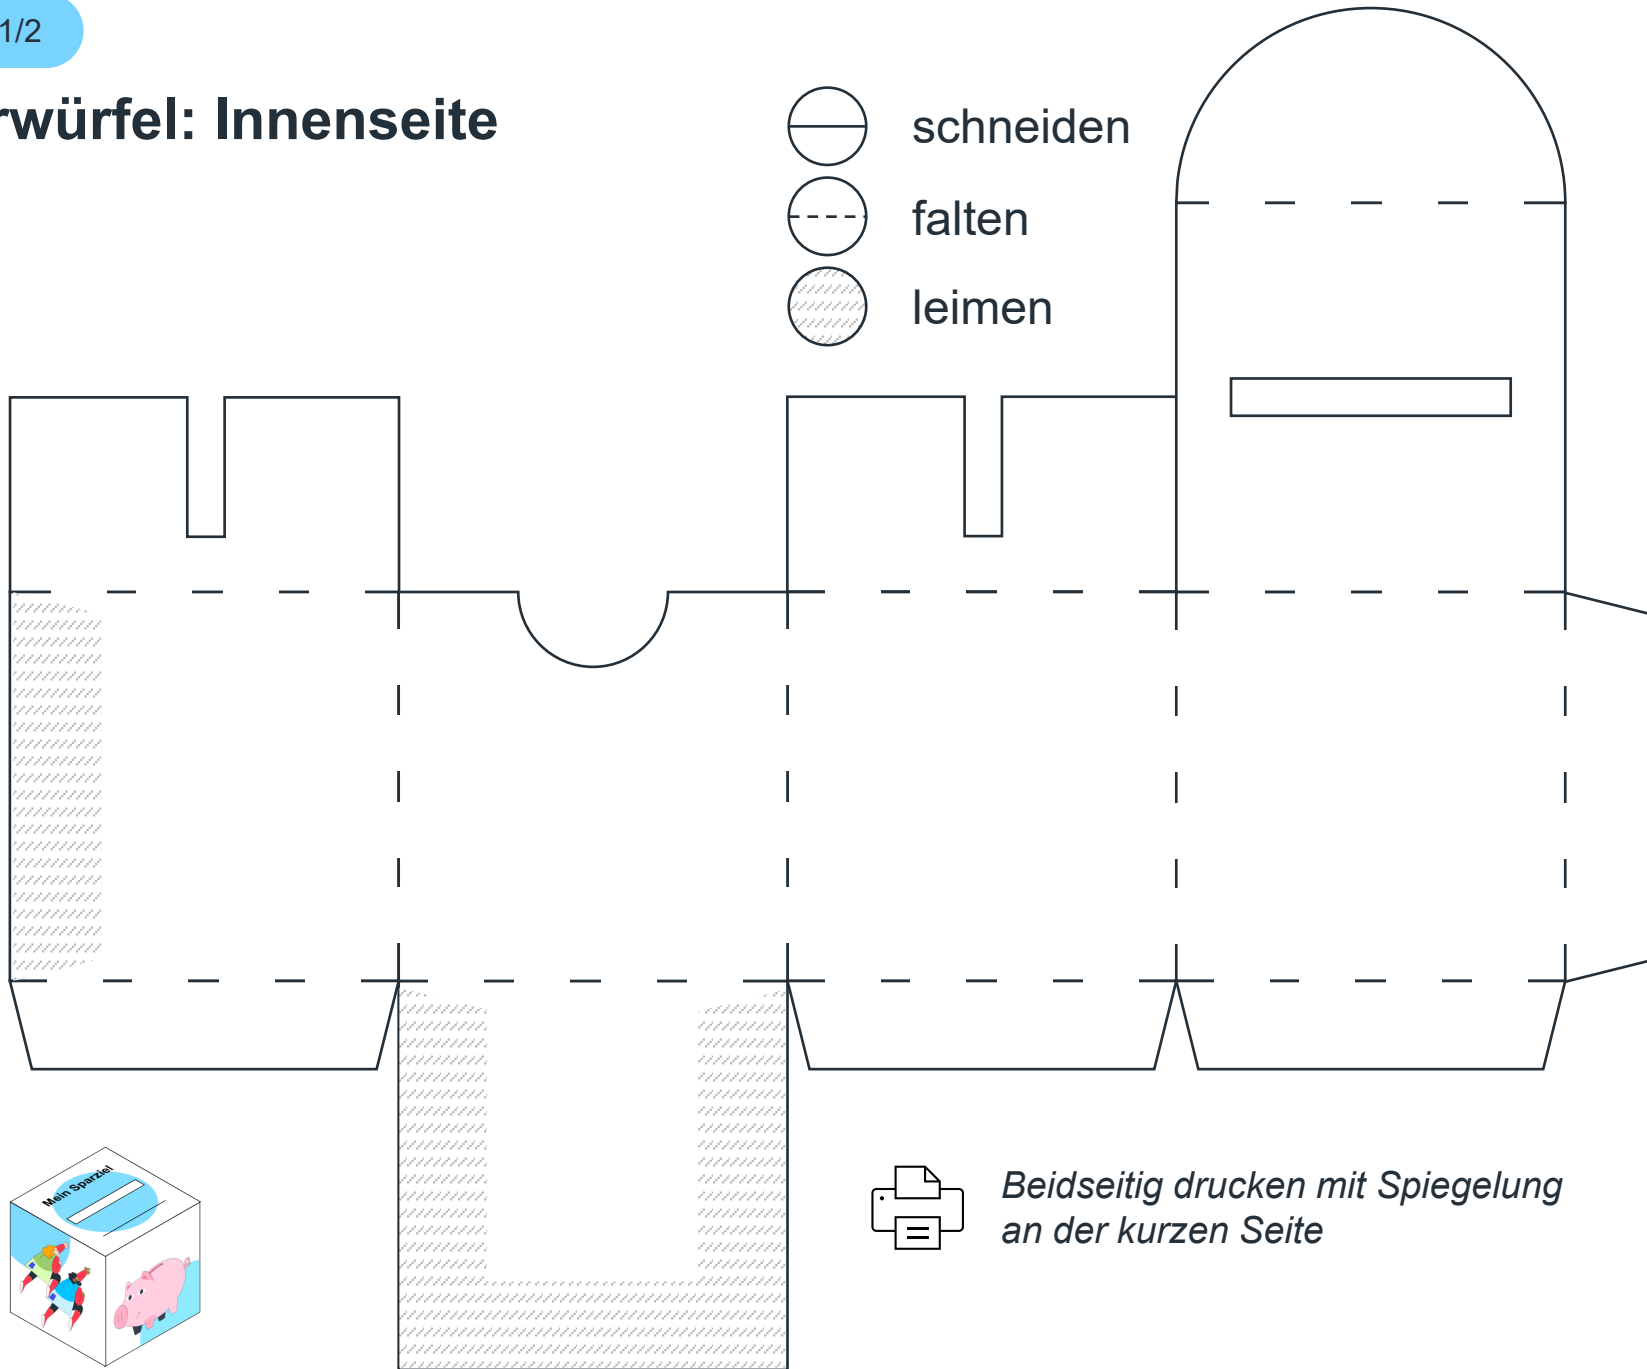 1/2
rwürfel: Innenseite
schneiden
falten
leimen
Mein Sparziel
Beidseitig drucken mit Spiegelung
an der kurzen Seite